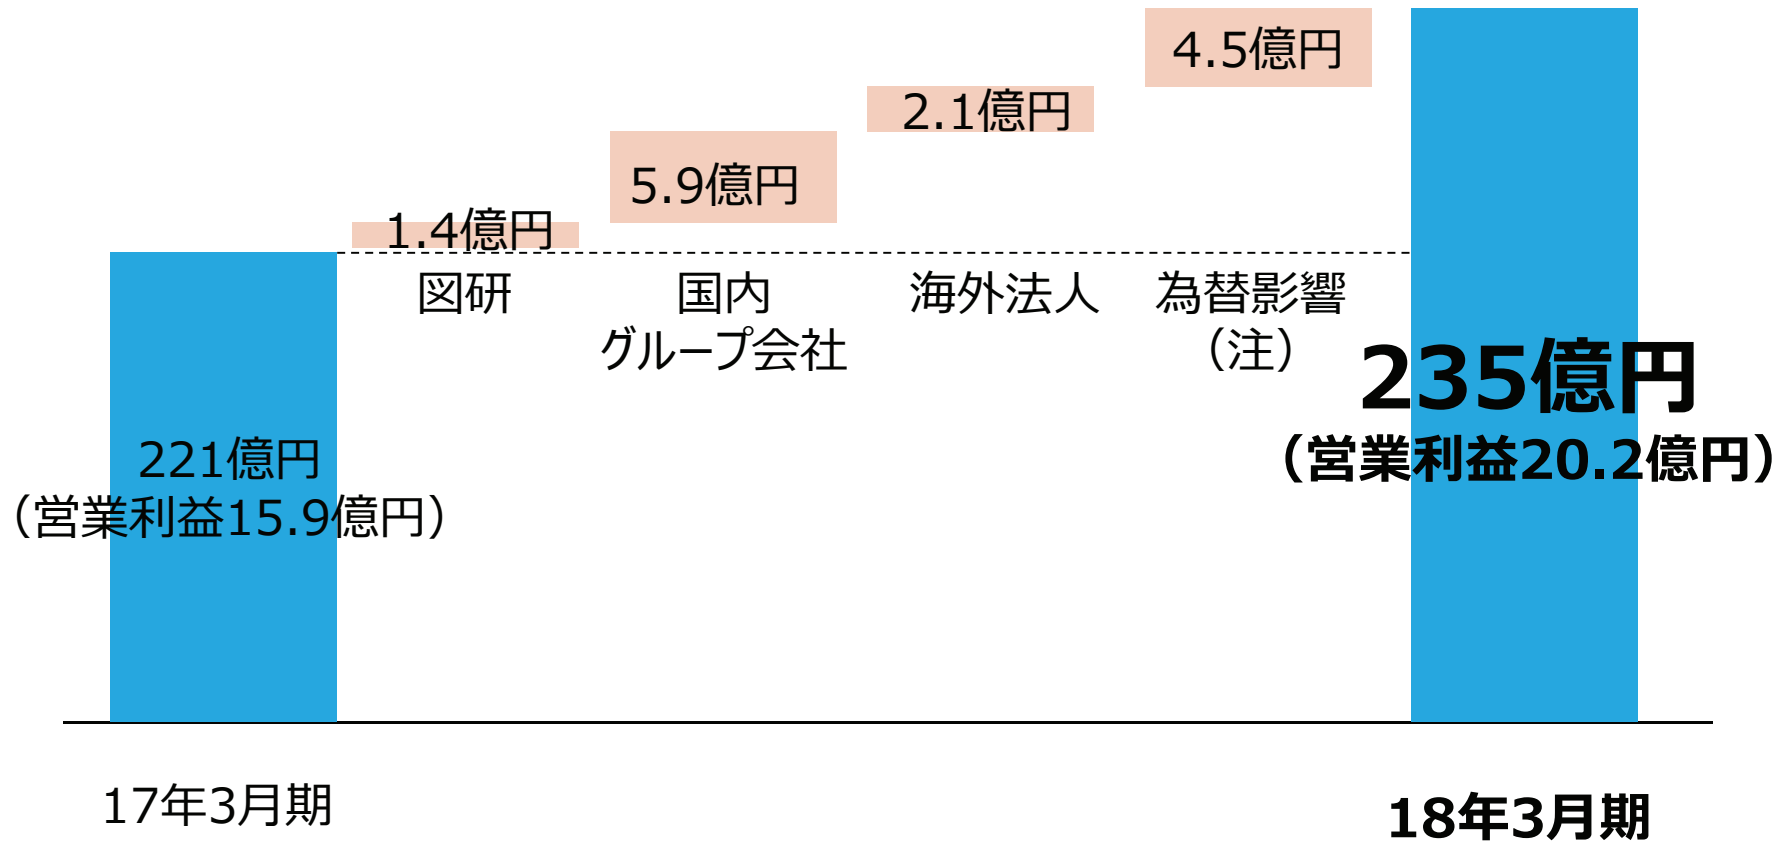 4.5億円
2.1億円
5.9億円
1.4億円
図研
国内
グループ会社
海外法人
為替影響
（注）
221億円
（営業利益15.9億円）
235億円
（営業利益20.2億円）
17年3月期
18年3月期